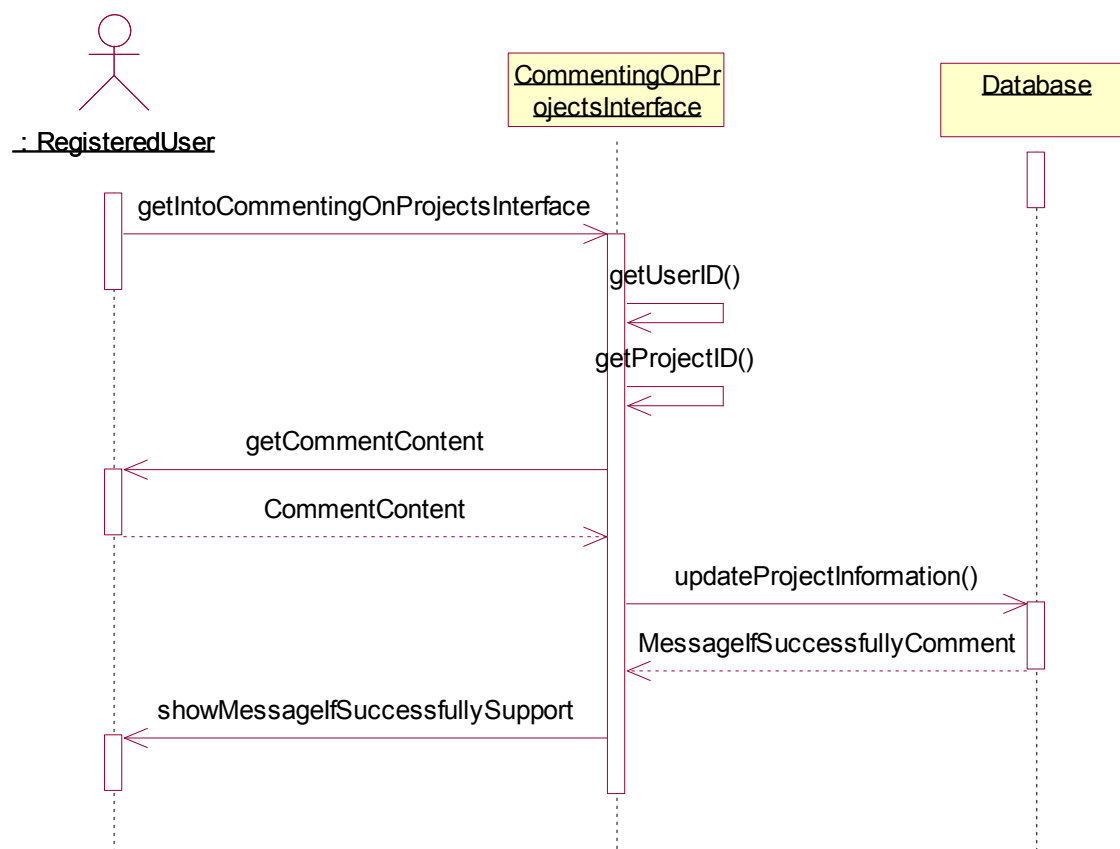 CommentingOnPr
ojectsInterface
Database
: RegisteredUser
getIntoCommentingOnProjectsInterface
getUserID()
getProjectID()
getCommentContent
CommentContent
updateProjectInformation()
MessageIfSuccessfullyComment
showMessageIfSuccessfullySupport